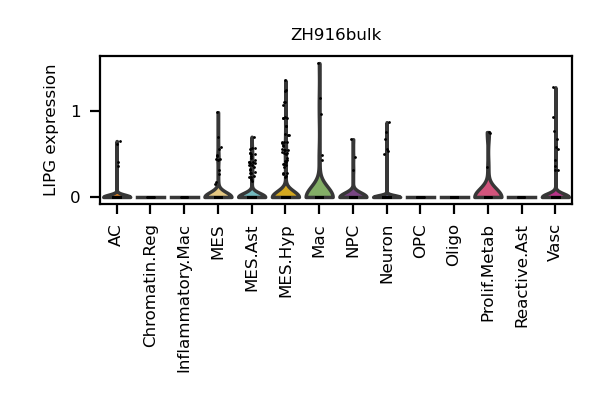 ZH916bulk
LIPG expression
1
0
AC
Chromatin.Reg
Inflammatory.Mac
MES
MES.Ast
MES.Hyp
Mac
NPC
Neuron
OPC
Oligo
Prolif.Metab
Reactive.Ast
Vasc